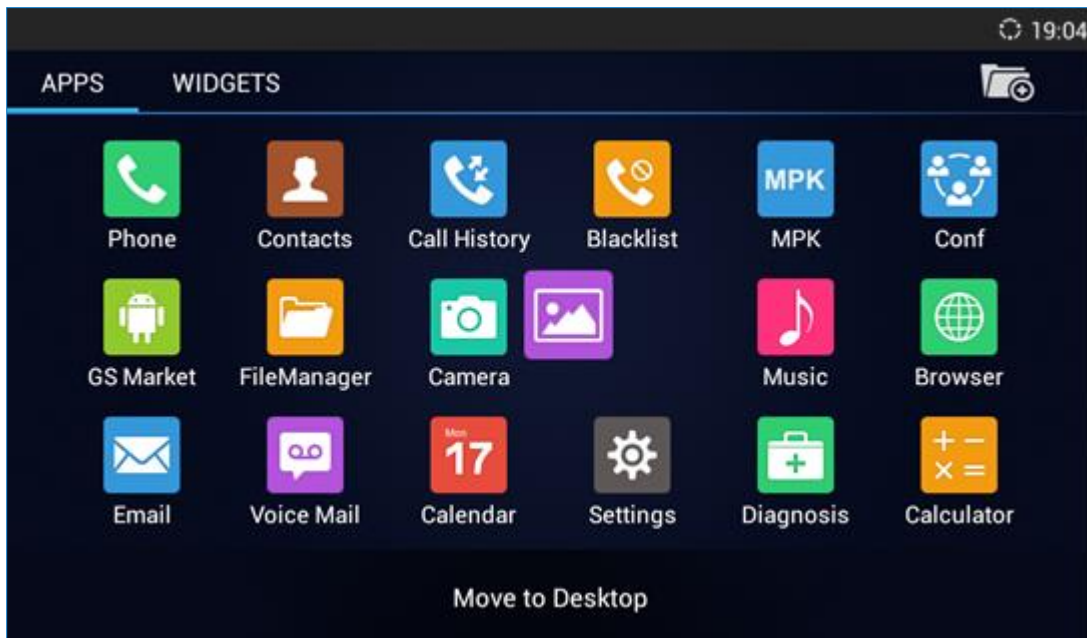 19:04
APPS WIDGETS
MPK
Phone Contacts Call History Blacklist MPK Conf
GS Market FileManager Camera Music Browser
Mon
17
Email Voice Mail Calendar Settings Diagnosis Calculator
Move to Desktop